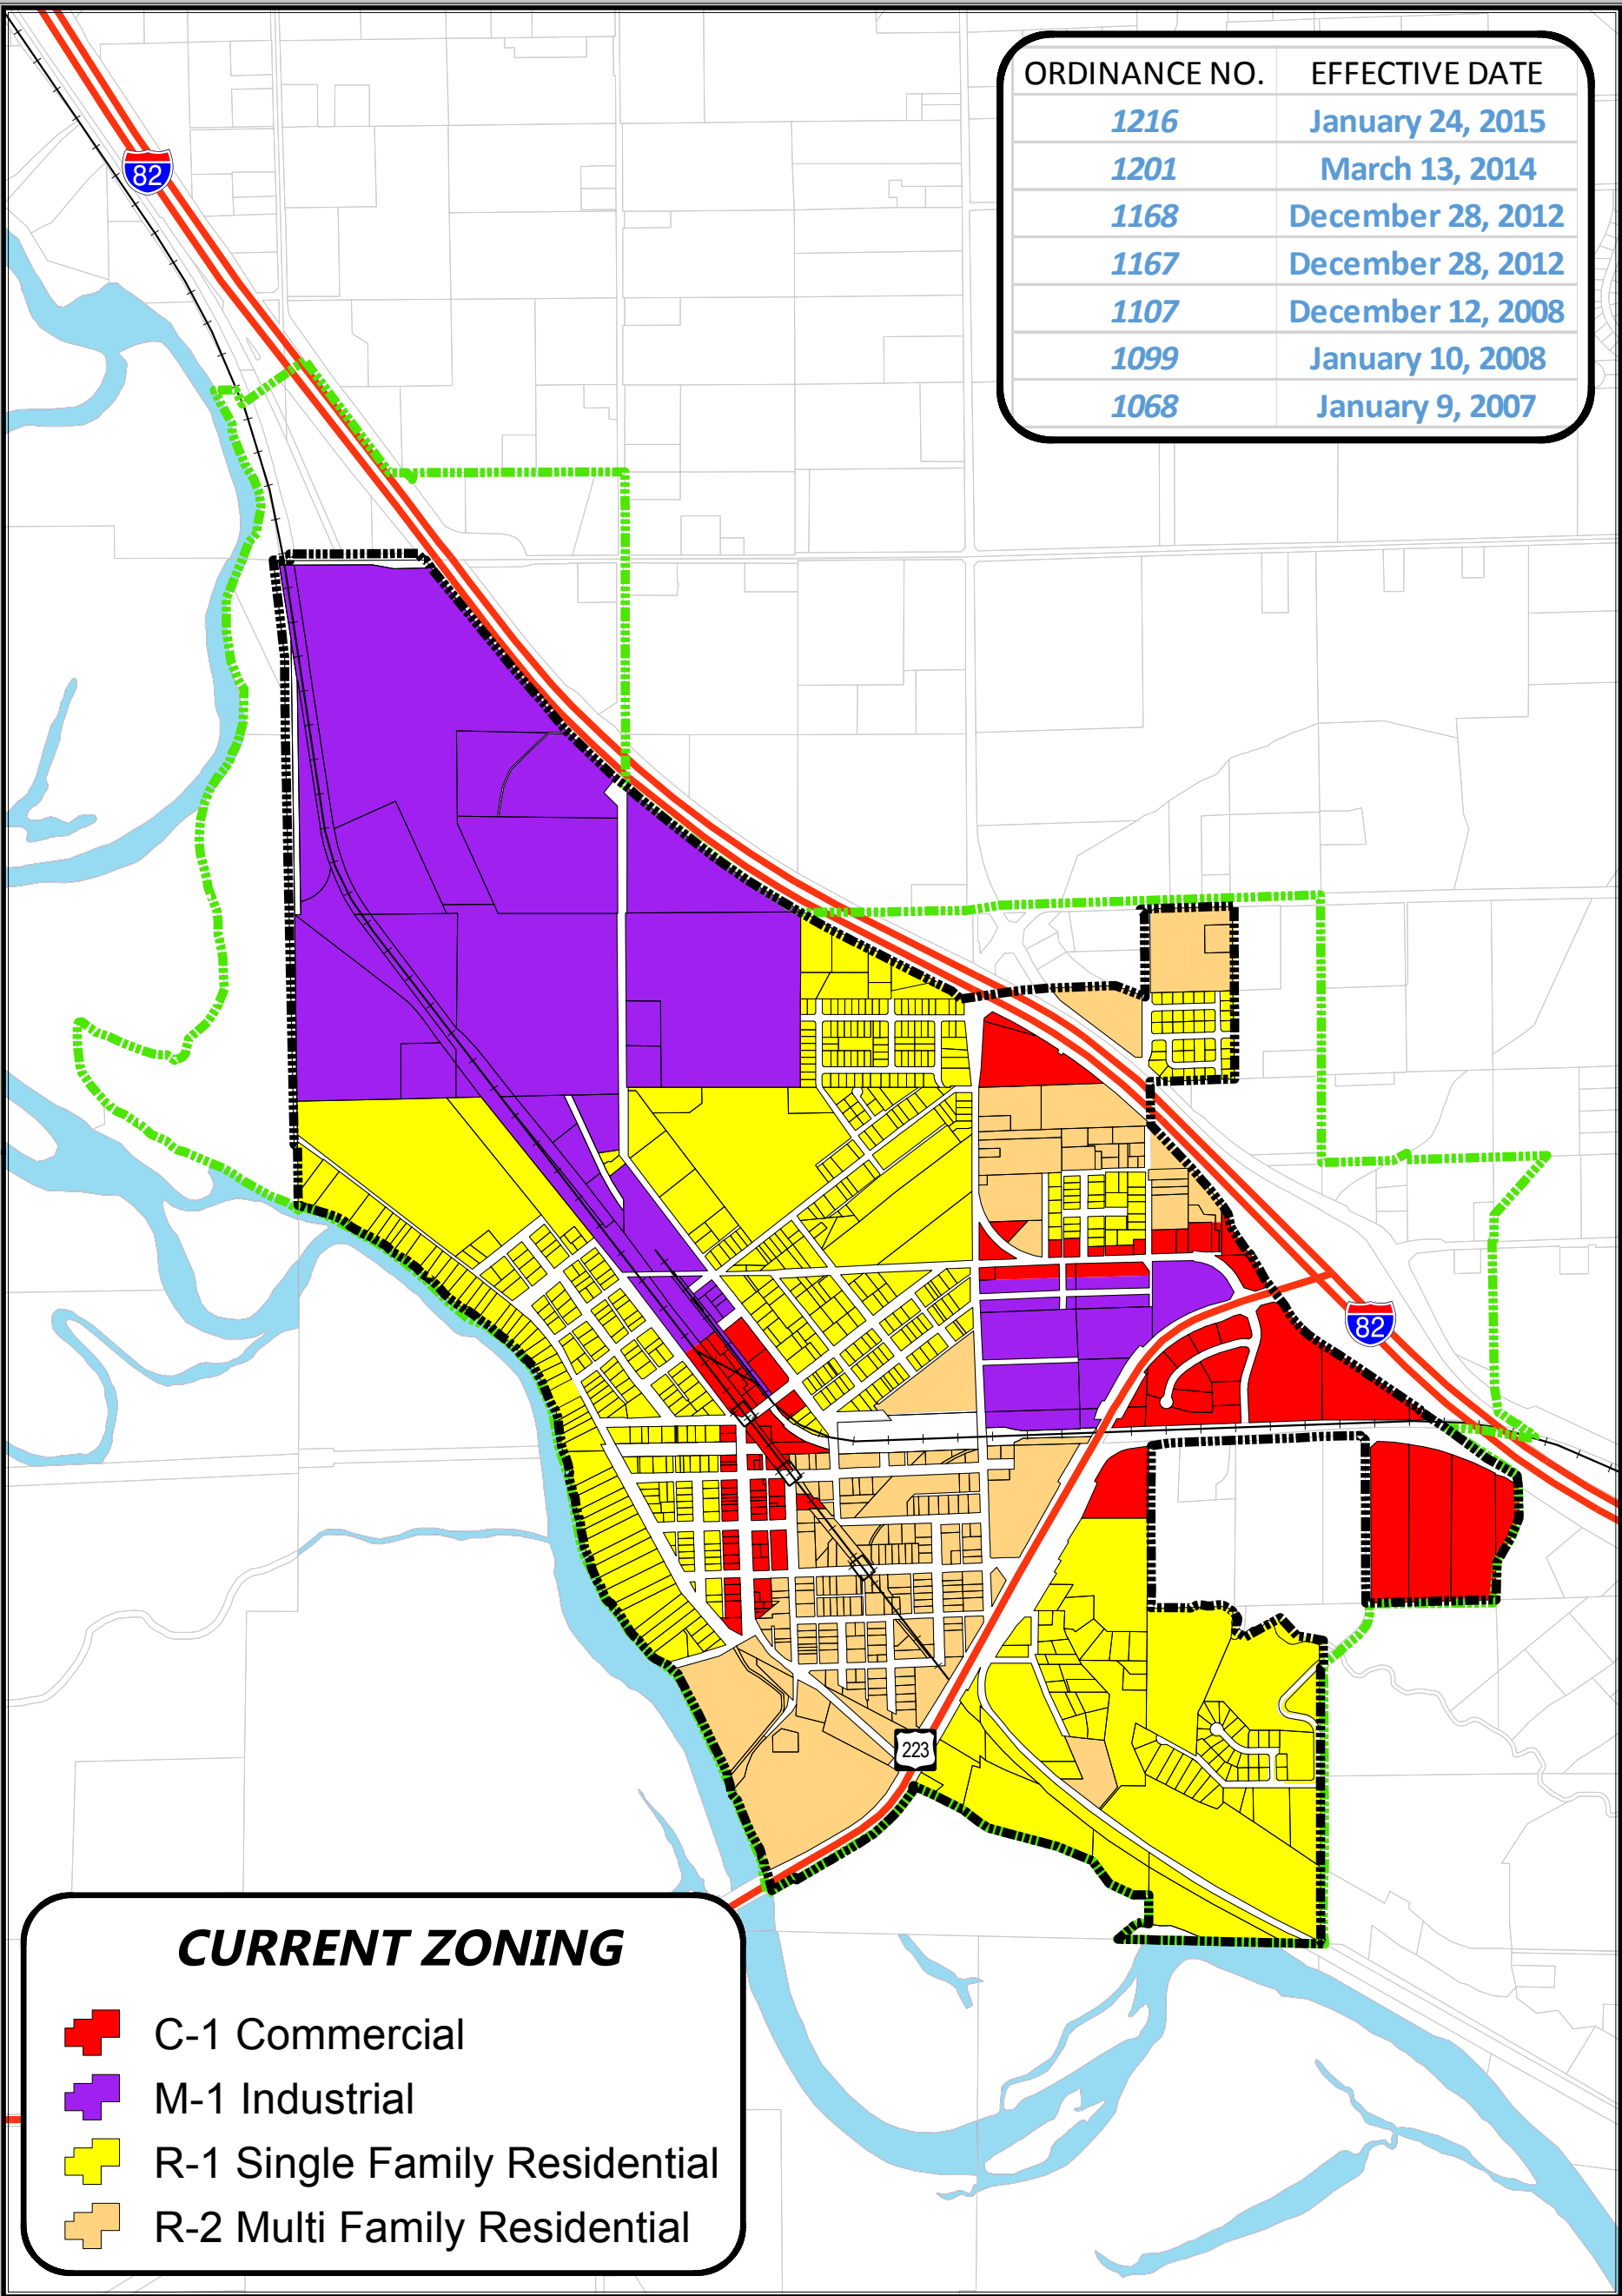 ORDINANCE NO. EFFECTIVE DATE
1216 January 24, 2015
1201 March 13, 2014
1168 December 28, 2012
1167 December 28, 2012
1107 December 12, 2008
1099 January 10, 2008
1068 January 9, 2007
82
82
223
CURRENT ZONING
C-1 Commercial
M-1 Industrial
R-1 Single Family Residential
R-2 Multi Family Residential